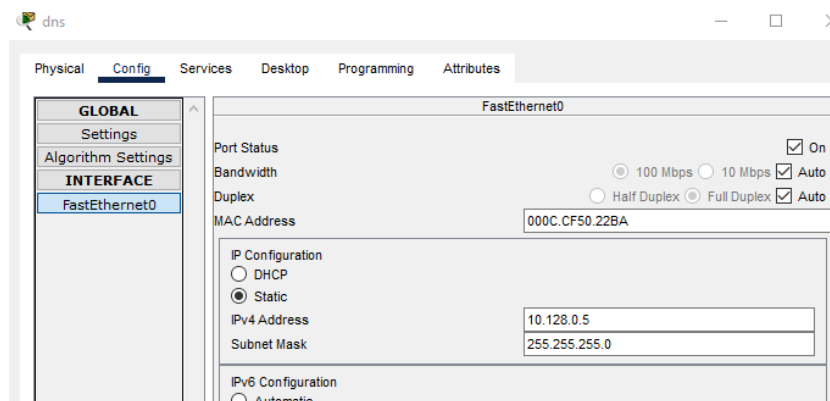 dns
Physical Config Services Desktop Programming Attributes
GLOBAL
Settings
Algorithm Settings
INTERFACE
FastEthernet0
FastEthernet0
Port Status On
Bandwidth 100 Mbps 10 Mbps Auto
Duplex Half Duplex Full Duplex Auto
MAC Address 000C.CF50.22BA
IP Configuration
DHCP
Static
IPv4 Address 10.128.0.5
Subnet Mask 255.255.255.0
IPv6 Configuration
Automatic